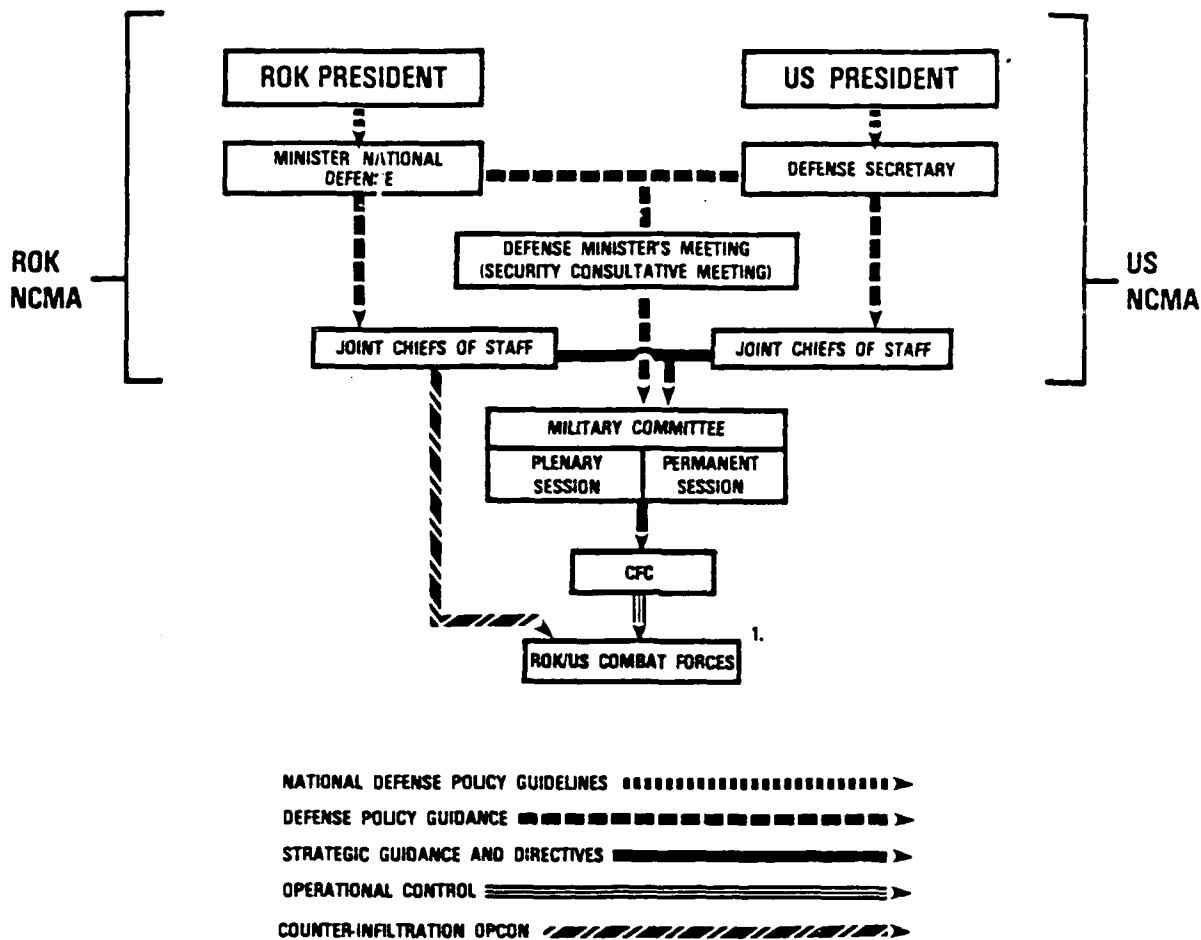 ROK PRESIDENT
US PRESIDENT
MINISTER NATIONAL
DEFENSE
DEFENSE SECRETARY
DEFENSE MINISTER'S MEETING
(SECURITY CONSULTATIVE MEETING)
ROK
NCMA
US
NCMA
JOINT CHIEFS OF STAFF
JOINT CHIEFS OF STAFF
MILITARY COMMITTEE
PLENARY
SESSION
PERMANENT
SESSION
CFC
1.
ROK/US COMBAT FORCES
NATIONAL DEFENSE POLICY GUIDELINES
DEFENSE POLICY GUIDANCE
STRATEGIC GUIDANCE AND DIRECTIVES
OPERATIONAL CONTROL
COUNTER-INFILTRATION OPCON